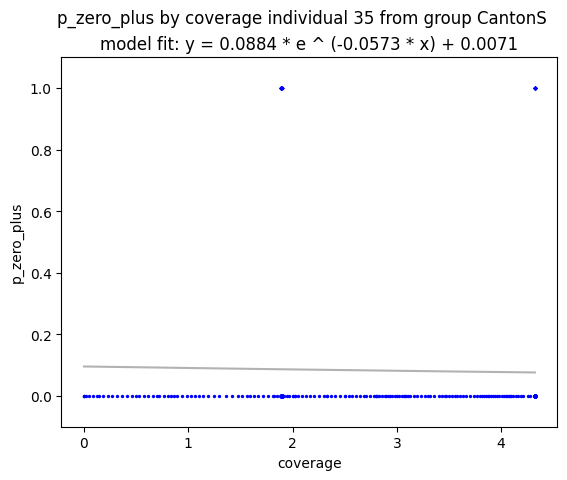 p_zero_plus by coverage individual 35 from group CantonS
model fit: y = 0.0884 * e ^ (-0.0573 * x) + 0.0071
1.0
0.8
0.6
0.4
0.2
0.0
p_zero_plus
0 1 2 3 4
coverage